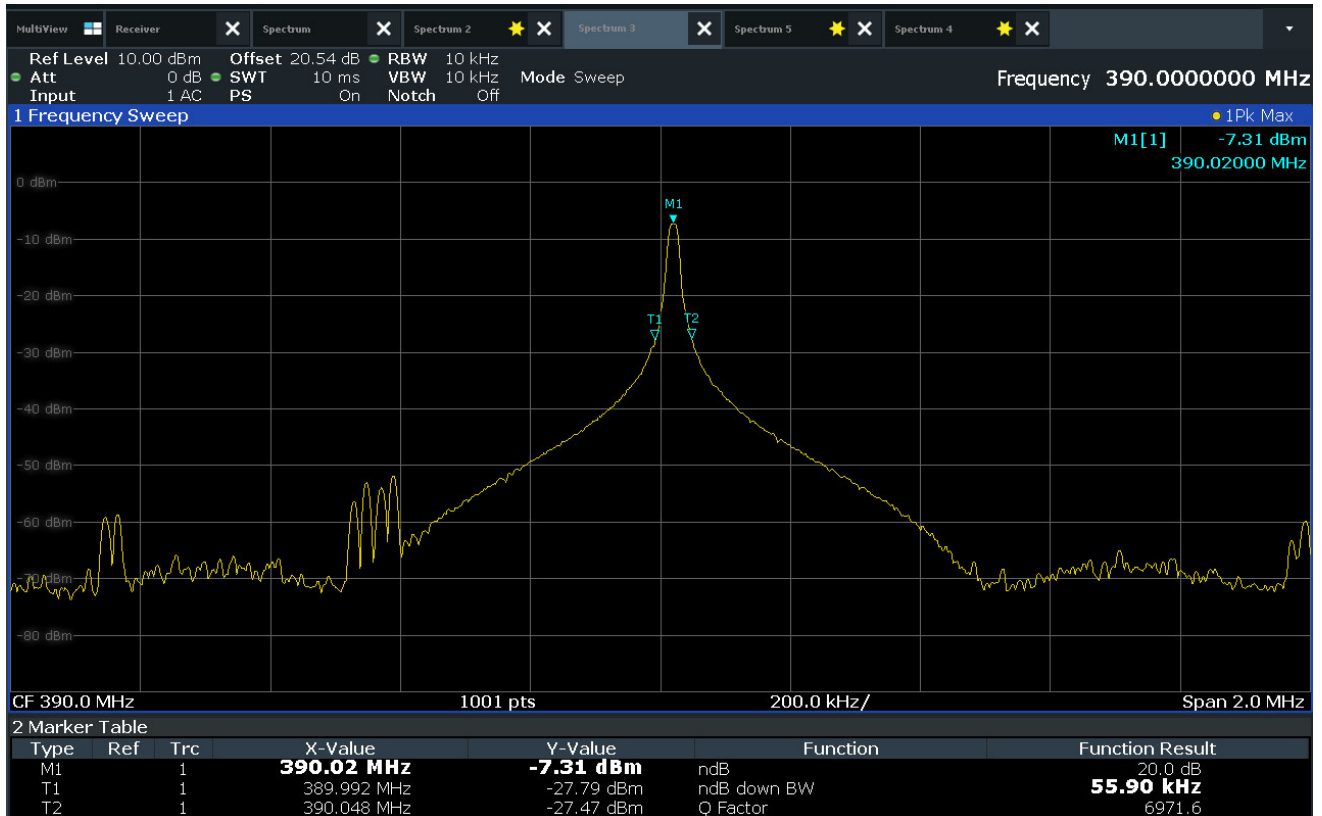 MultiView Receiver Spectrum Spectrum 2 Spectrum 3 Spectrum 5 Spectrum 4
Ref Level 10.00 dBm Offset 20.54 dB RBW 10 kHz
Att 0 dB SWT 10 ms VBW 10 kHz Mode Sweep Frequency 390.0000000 MHz
Input 1 AC PS On Notch Off
1 Frequency Sweep 1Pk Max
M1[1] -7.31 dBm
390.02000 MHz
0 dBm
M1
-10 dBm
-20 dBm
T1 T2
-30 dBm
-40 dBm
-50 dBm
-60 dBm
-70 dBm
-80 dBm
CF 390.0 MHz 1001 pts 200.0 kHz/ Span 2.0 MHz
2 Marker Table
Type Ref Trc X-Value Y-Value Function Function Result
M1 1 390.02 MHz -7.31 dBm ndB 20.0 dB
T1 1 389.992 MHz -27.79 dBm ndB down BW 55.90 kHz
T2 1 390.048 MHz -27.47 dBm Q Factor 6971.6